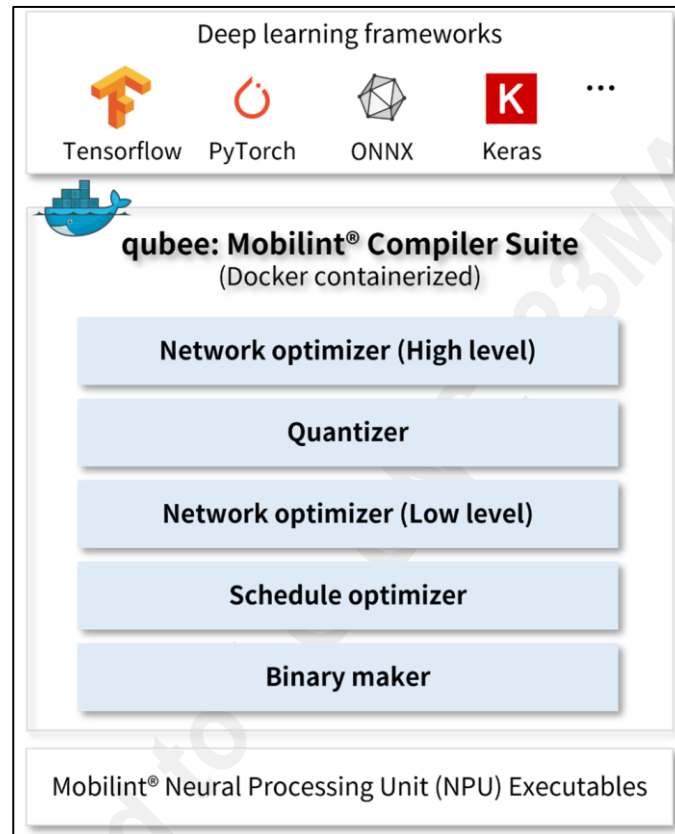 Deep learning frameworks
...
K
Tensorflow PyTorch ONNX Keras
qubee: Mobilint® Compiler Suite
(Docker containerized)
Network optimizer (High level)
Quantizer
Network optimizer (Low level)
Schedule optimizer
Binary maker
Mobilint® Neural Processing Unit (NPU) Executables